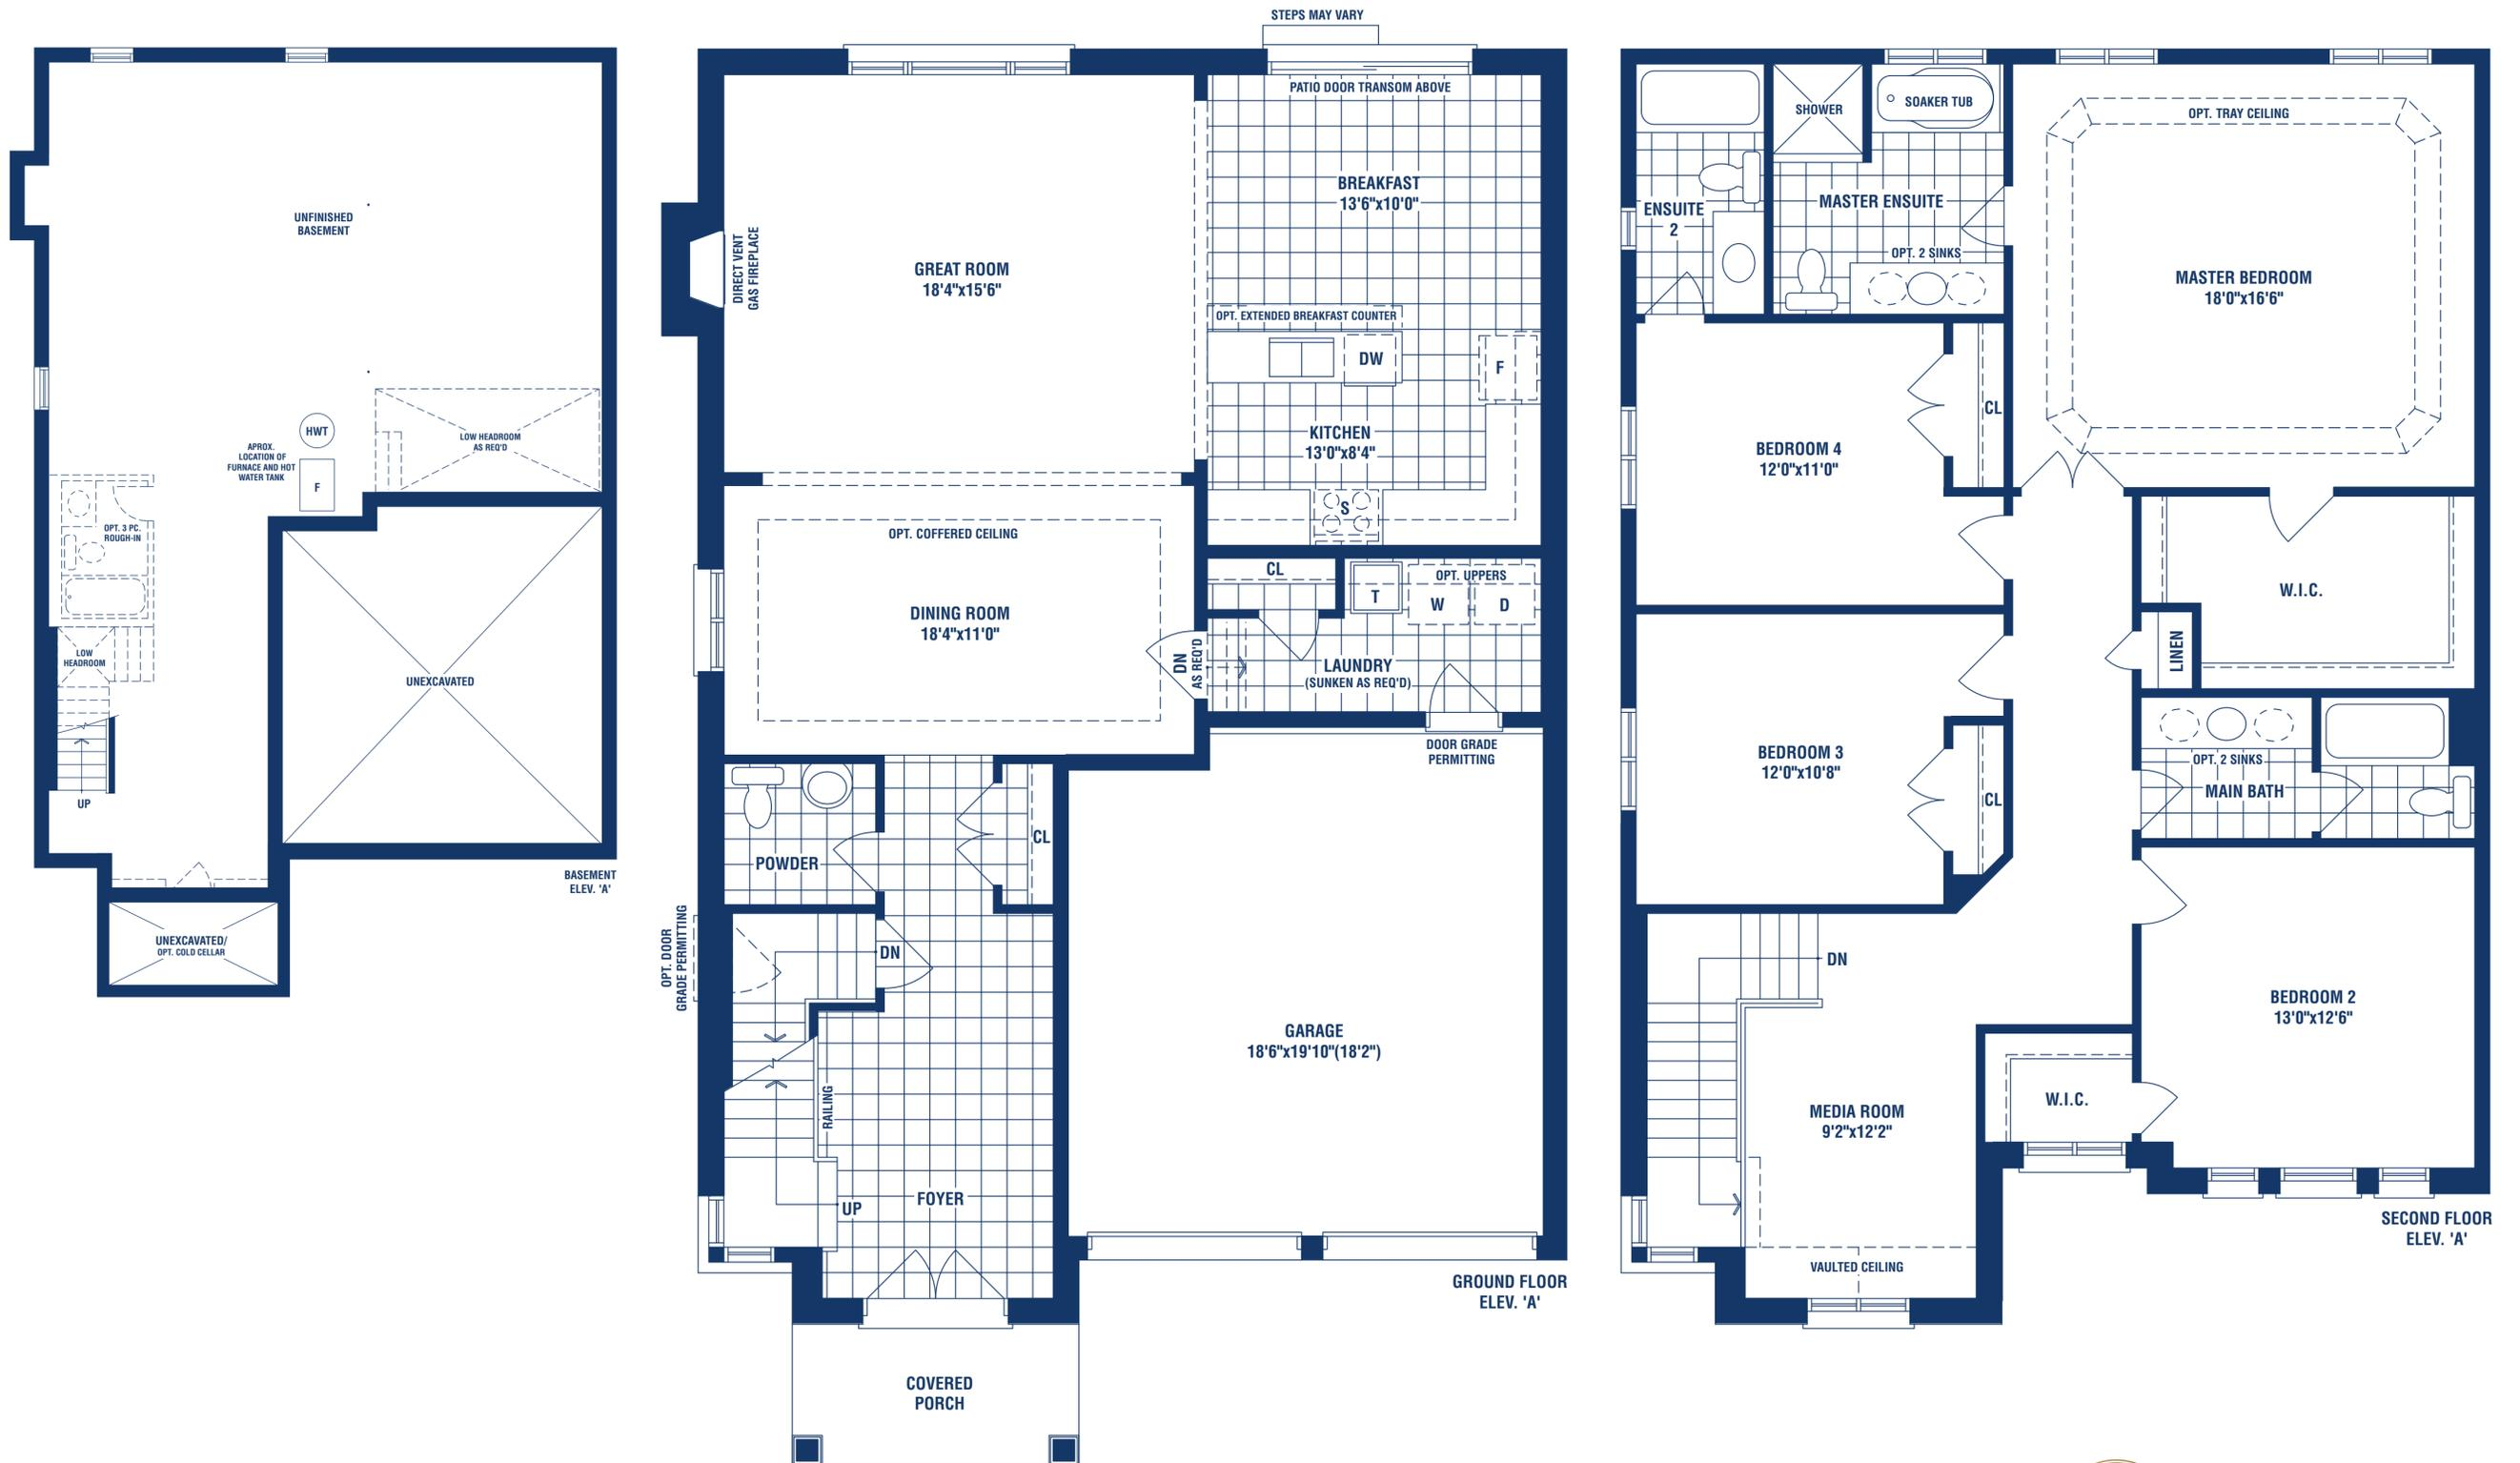 UNFINISHED
BASEMENT
HWT
APROX.
LOCATION OF
FURNACE AND HOT
WATER TANK
F
LOW HEADROOM
AS REQ'D
OPT. 3 PC.
ROUGH-IN
LOW
HEADROOM
UP
UNEXCAVATED
UNEXCAVATED/
OPT. COLD CELLAR
BASEMENT
ELEV. 'A'
STEPS MAY VARY
PATIO DOOR TRANSOM ABOVE
BREAKFAST
13'6"x10'0"
DIRECT VENT
GAS FIREPLACE
GREAT ROOM
18'4"x15'6"
OPT. EXTENDED BREAKFAST COUNTER
DW
F
KITCHEN
13'0"x8'4"
S
OPT. COFFERED CEILING
DINING ROOM
18'4"x11'0"
CL
T
OPT. UPPERS
W
D
DN
AS REQ'D
LAUNDRY
(SUNKEN AS REQ'D)
DOOR GRADE
PERMITTING
POWDER
CL
OPT. DOOR
GRADE PERMITTING
DN
GARAGE
18'6"x19'10"(18'2")
RAILING
UP
FOYER
GROUND FLOOR
ELEV. 'A'
COVERED
PORCH
SHOWER
SOAKER TUB
OPT. TRAY CEILING
ENSUITE
2
MASTER ENSUITE
OPT. 2 SINKS
MASTER BEDROOM
18'0"x16'6"
BEDROOM 4
12'0"x11'0"
CL
W.I.C.
LINEN
BEDROOM 3
12'0"x10'8"
CL
OPT. 2 SINKS
MAIN BATH
DN
BEDROOM 2
13'0"x12'6"
W.I.C.
MEDIA ROOM
9'2"x12'2"
VAULTED CEILING
SECOND FLOOR
ELEV. 'A'